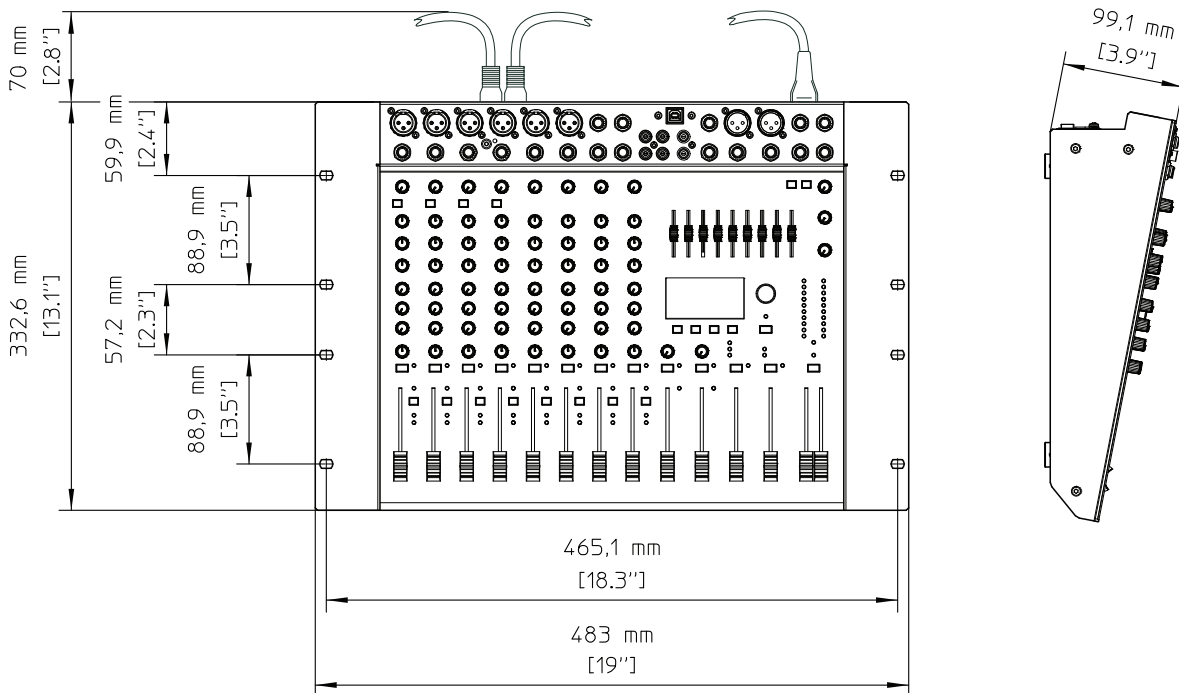 70 mm
[2.8’’]
99,1 mm
[3.9’’]
59,9 mm
[2.4’’]
88,9 mm
[3.5’’]
332,6 mm
[13.1’’]
57,2 mm
[2.3’’]
88,9 mm
[3.5’’]
465,1 mm
[18.3’’]
483 mm
[19’’]